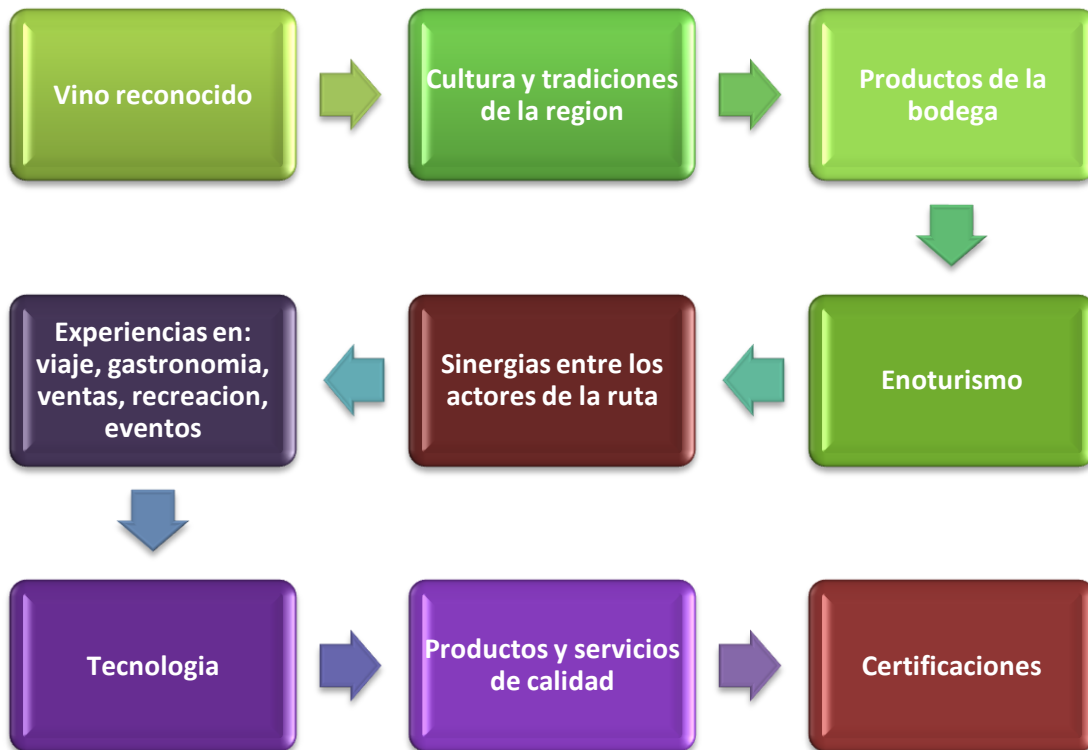 Vino reconocido
Cultura y tradiciones
de la region
Productos de la
bodega
Enoturismo
Sinergias entre los
actores de la ruta
Experiencias en:
viaje, gastronomia,
ventas, recreacion,
eventos
Tecnologia
Productos y servicios
de calidad
Certificaciones